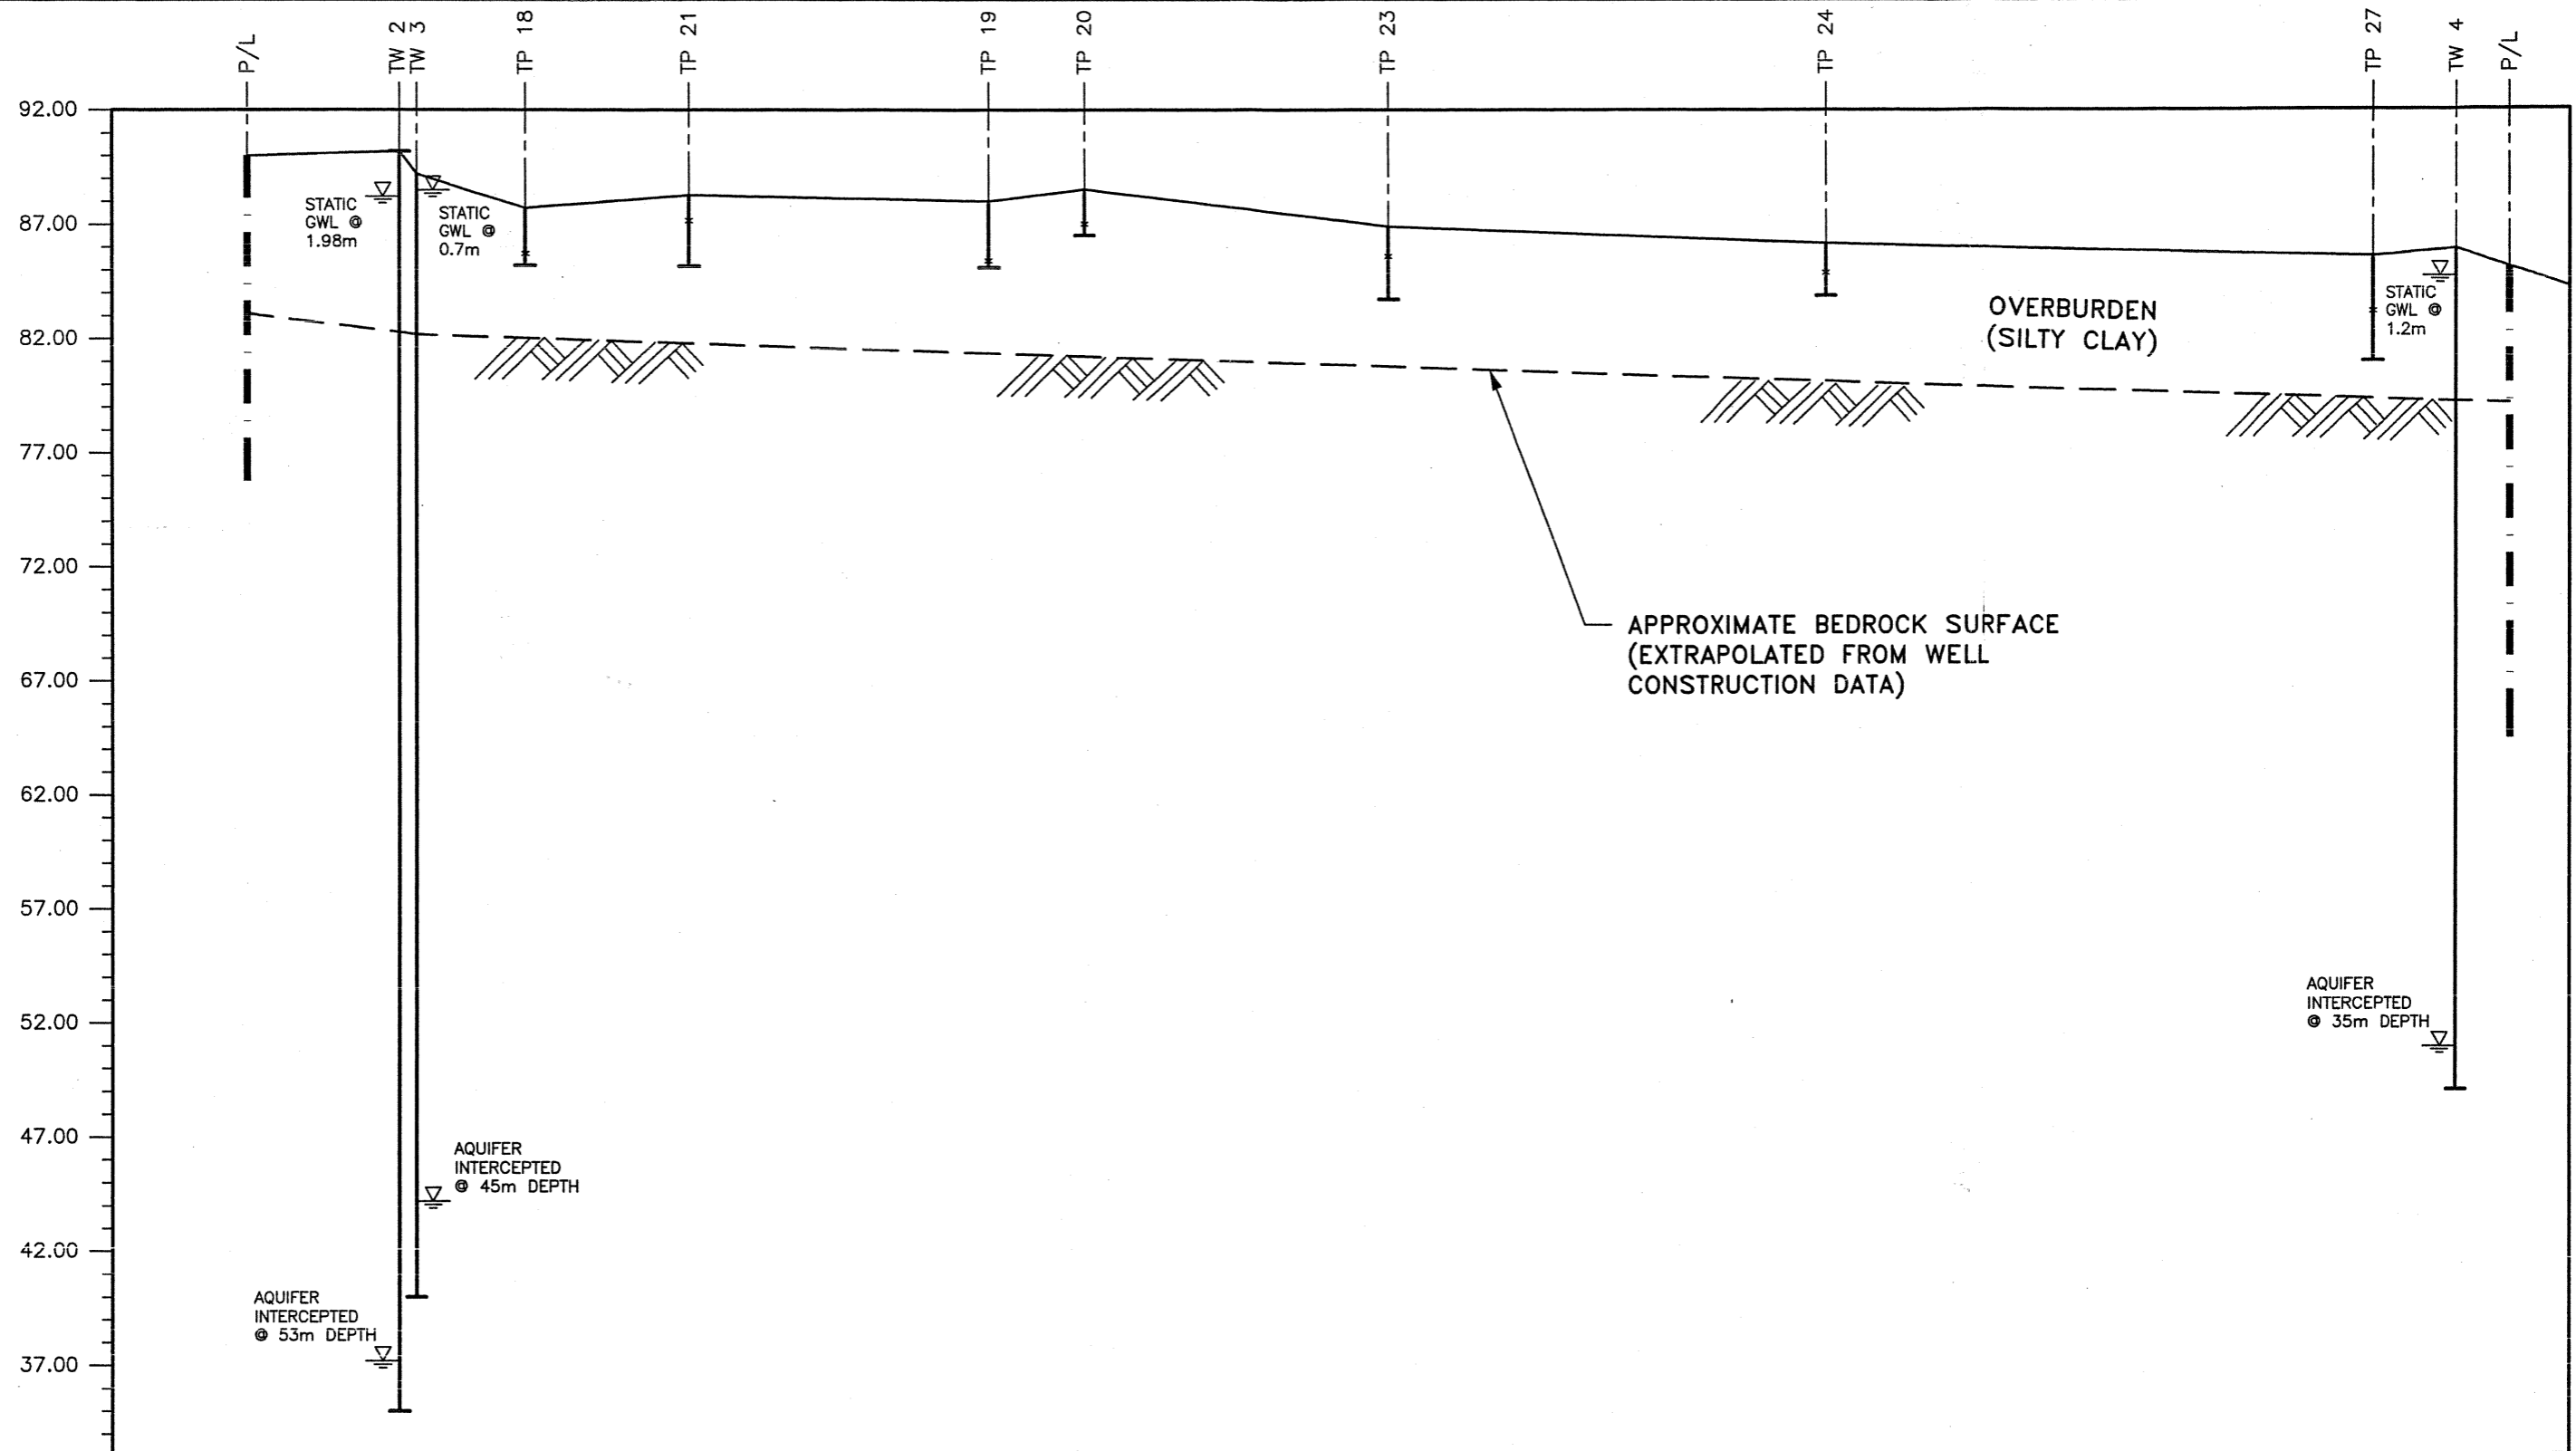 P/L
TW 2
TW 3
TP 18
TP 21
TP 19
TP 20
TP 23
TP 24
TP 27
TW 4
P/L
92.00
87.00
82.00
77.00
72.00
67.00
62.00
57.00
52.00
47.00
42.00
37.00
STATIC
GWL @
1.98m
STATIC
GWL @
0.7m
OVERBURDEN
(SILTY CLAY)
STATIC
GWL @
1.2m
APPROXIMATE BEDROCK SURFACE
(EXTRAPOLATED FROM WELL
CONSTRUCTION DATA)
AQUIFER
INTERCEPTED
@ 35m DEPTH
AQUIFER
INTERCEPTED
@ 45m DEPTH
AQUIFER
INTERCEPTED
@ 53m DEPTH